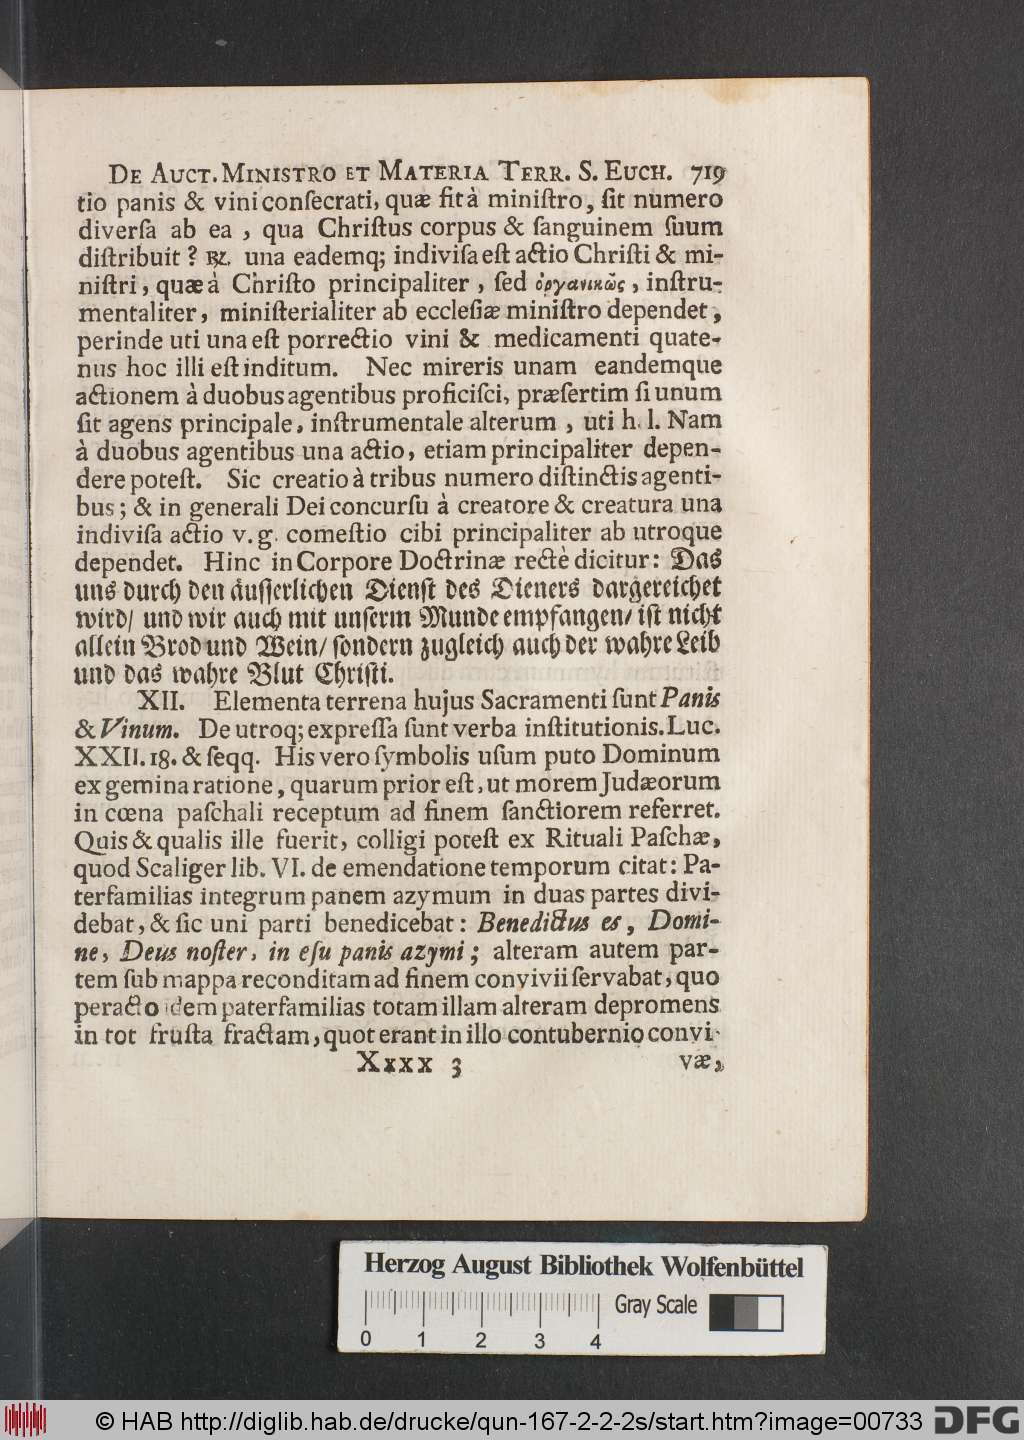 De Auct. Ministro et Materia Terr. S. Euch. 719
tio panis & vini conſecrati, quæ fit à miniſtro, ſit numero
diverſa ab ea , qua Chriſtus corpus & ſanguinem ſuum
diſtribuit ? ꝶ. una eademq; indiviſa eſt actio Chriſti & mi-
niſtri, quæ à Chriſto principaliter , ſed ὀργανικῶς, inſtru-
mentaliter, miniſterialiter ab eccleſiæ miniſtro dependet,
perinde uti una eſt porrectio vini & medicamenti quate-
nus hoc illi eſt inditum. Nec mireris unam eandemque
actionem à duobus agentibus proficiſci, præſertim ſi unum
ſit agens principale, inſtrumentale alterum , uti h. l. Nam
à duobus agentibus una actio, etiam principaliter depen-
dere poteſt. Sic creatio à tribus numero diſtinctis agenti-
bus; & in generali Dei concurſu à creatore & creatura una
indiviſa actio v. g. comeſtio cibi principaliter ab utroque
dependet. Hinc in Corpore Doctrinæ rectè dicitur: Das
uns durch den äuſſerlichen Dienſt des Dieners dargereichet
wird/ und wir auch mit unſerm Munde empfangen/ iſt nicht
allein Brod und Wein/ ſondern zugleich auch der wahre Leib
und das wahre Blut Chriſti.
XII. Elementa terrena hujus Sacramenti ſunt Panis
& Vinum. De utroq; expreſſa ſunt verba inſtitutionis. Luc.
XXII. 18. & ſeqq. His vero ſymbolis uſum puto Dominum
ex gemina ratione, quarum prior eſt, ut morem Judæorum
in cœna paſchali receptum ad finem ſanctiorem referret.
Quis & qualis ille fuerit, colligi poteſt ex Rituali Paſchæ,
quod Scaliger lib. VI. de emendatione temporum citat: Pa-
terfamilias integrum panem azymum in duas partes divi-
debat, & ſic uni parti benedicebat: Benedictus es, Domi-
ne, Deus noſter, in eſu panis azymi; alteram autem par-
tem ſub mappa reconditam ad finem convivii ſervabat, quo
peracto idem paterfamilias totam illam alteram depromens
in tot fruſta fractam, quot erant in illo contubernio convi-
Xxxx 3 væ,
Herzog August Bibliothek Wolfenbüttel
Gray Scale
0 1 2 3 4
© HAB http://diglib.hab.de/drucke/qun-167-2-2-2s/start.htm?image=00733 DFG